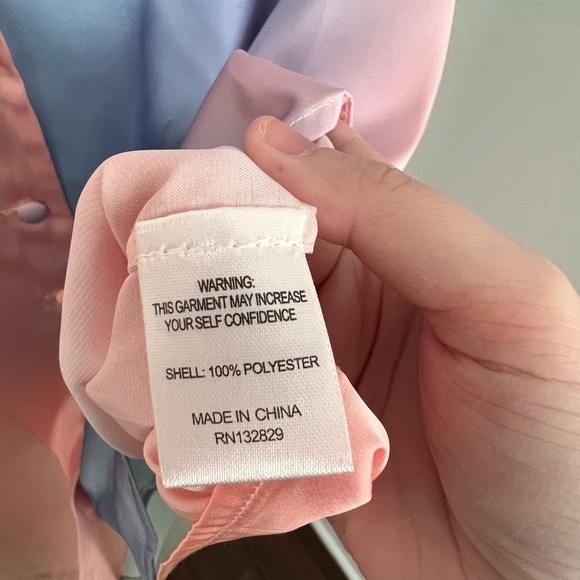 WARNING:
THIS GARMENT MAY INCREASE
YOUR SELF CONFIDENCE
SHELL: 100% POLYESTER
MADE IN CHINA
RN132829